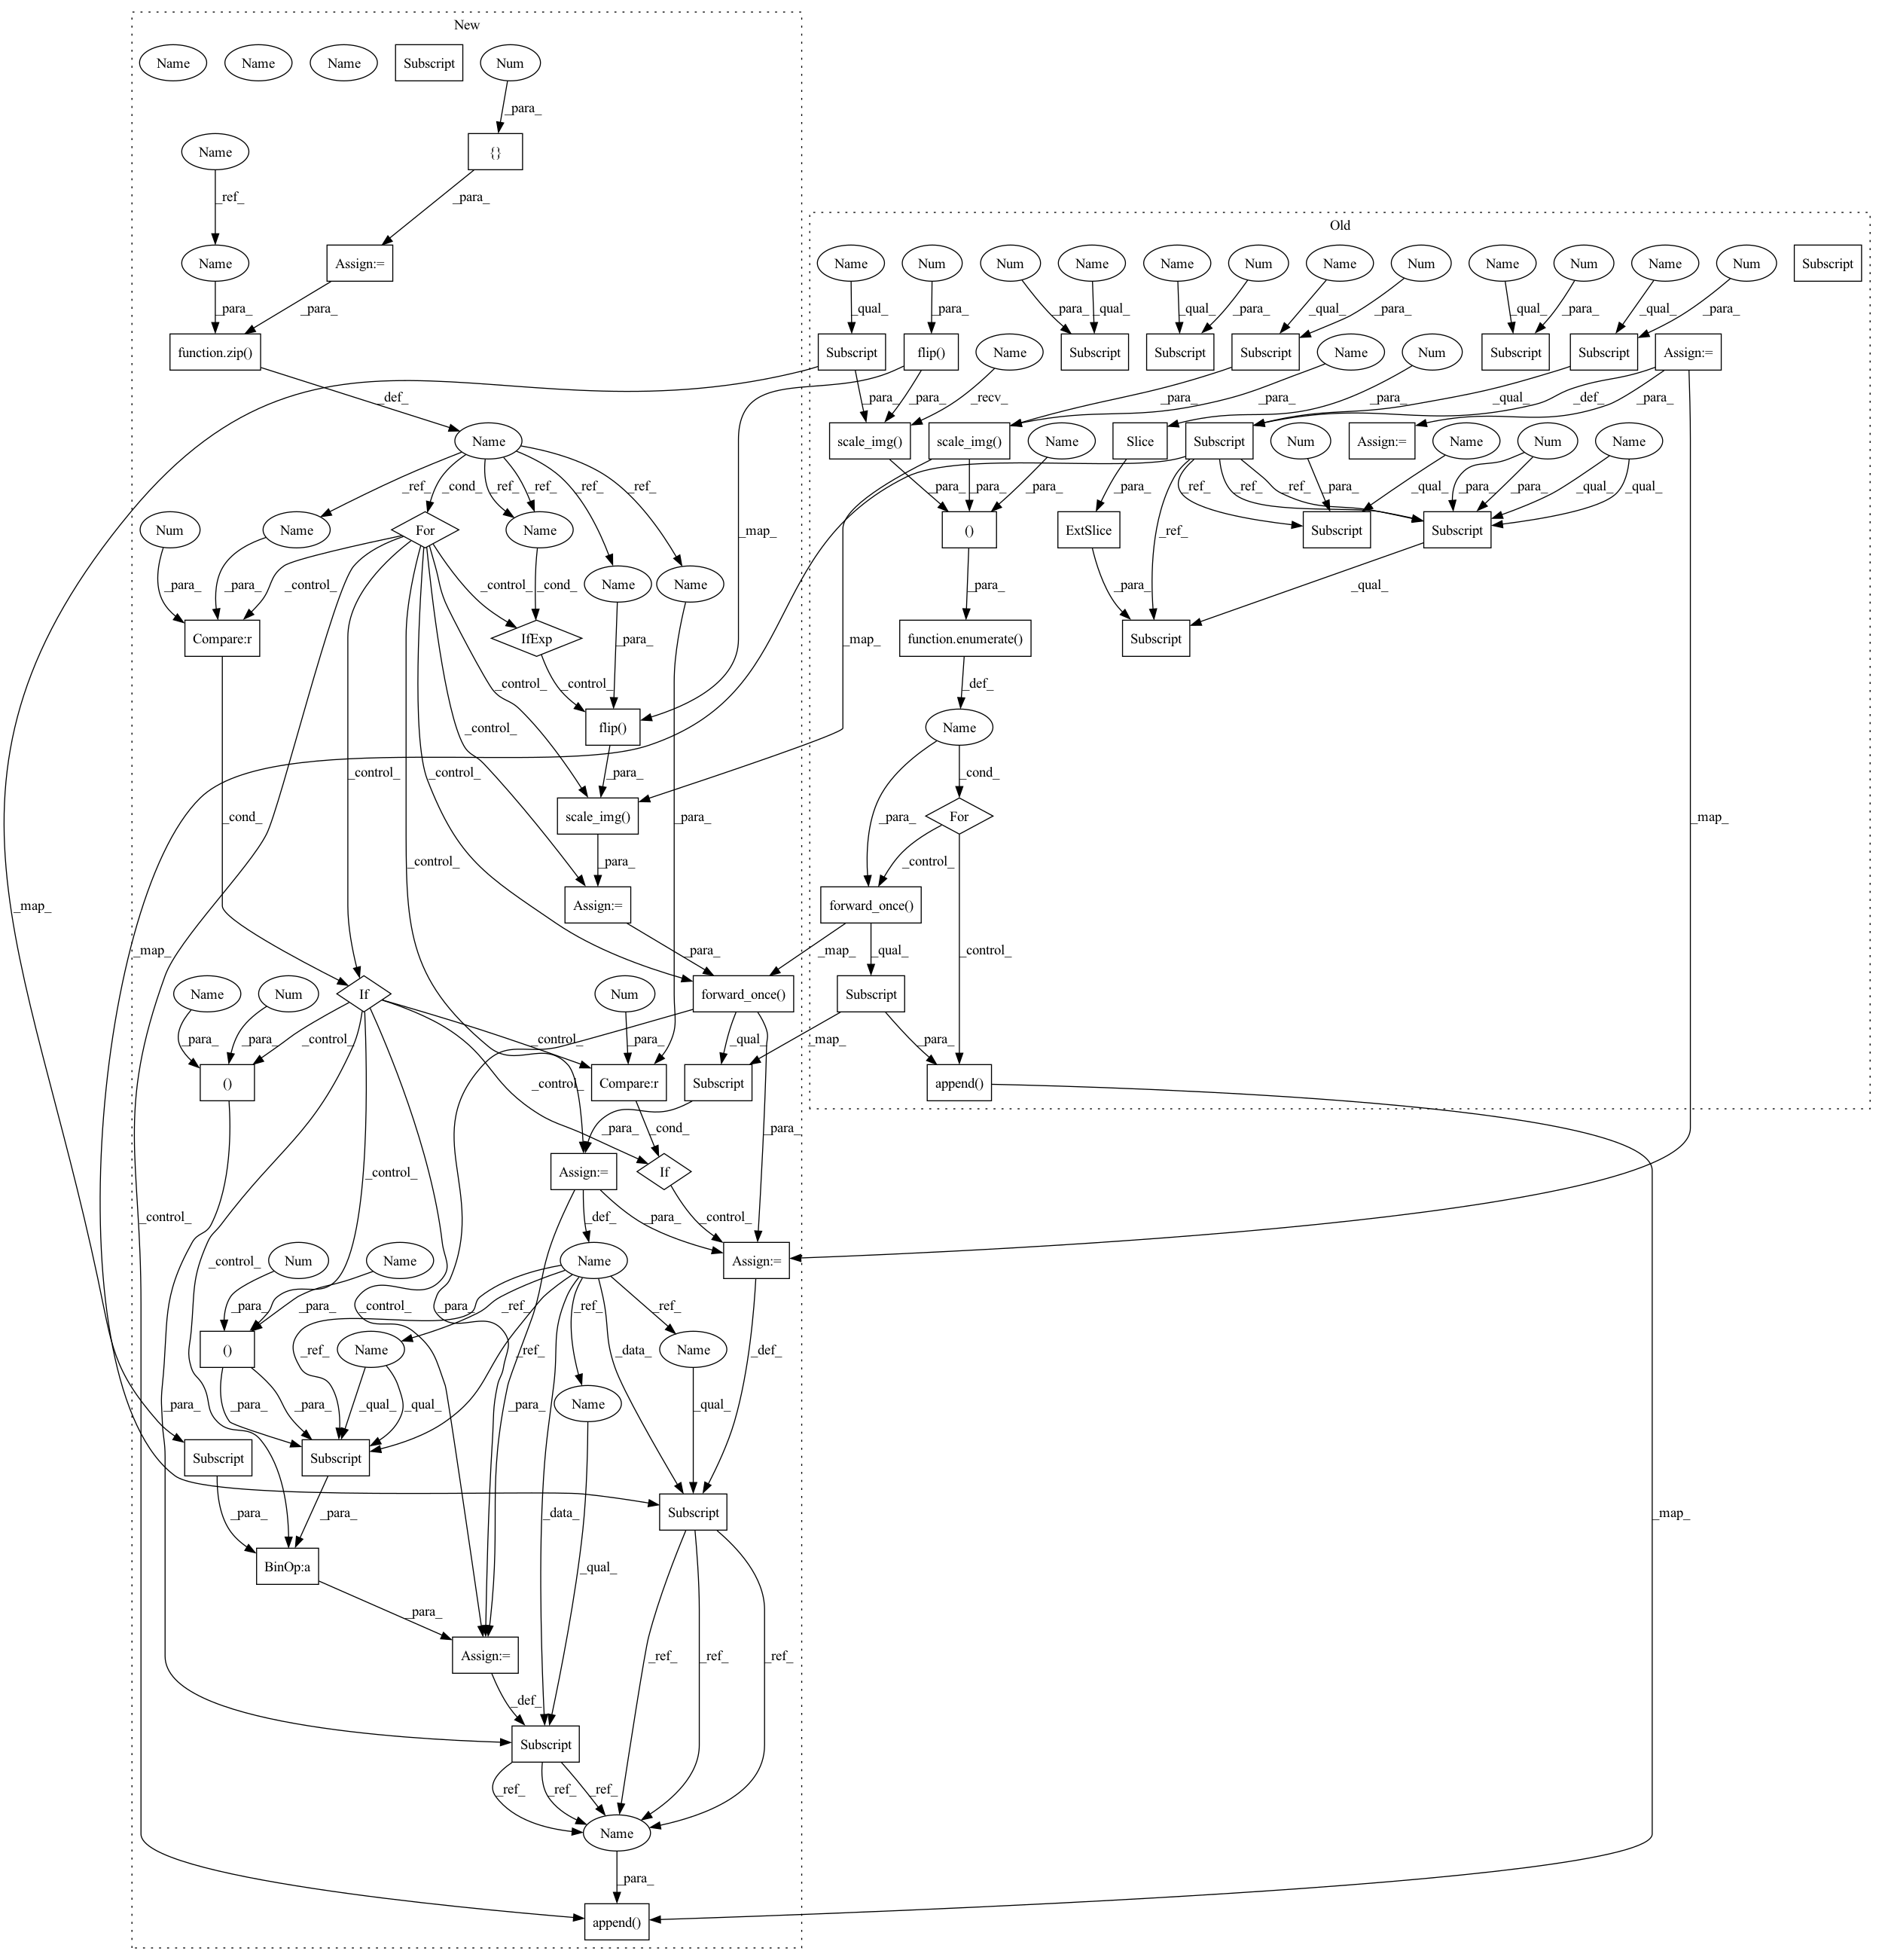 New
Name Name Name Subscript Num
_para_
Name {}
_ref_ _para_
Old
Name Assign:= Name Num Num Name Name Num Name Num Name Num Name Num Subscript
_para_ _para_ _qual_ _para_ _para_ _qual_ _qual_ _para_ _qual_ _para_ _qual_ _para_ _qual_ _para_
function.zip() Subscript flip() Name Subscript Subscript Subscript Name Num Subscript Subscript Assign:=
_def_ _para_ _para_ _recv_ _para_ _para_ _para_ _qual_ _def_ _para_
Name scale_img() scale_img() Name Slice Subscript Assign:= Num Name Num Name
_ref_ _cond_ _ref_ _ref_ _ref_ _ref_ _para_ _para_ _para_ _para_ _ref_ _ref_ _ref_ _para_ _qual_ _para_ _para_ _qual_ _qual_
Num Name For Name _map_ () ExtSlice _ref_ Subscript Subscript
_para_ _para_ _control_ _control_ _cond_ Name Name _para_ _para_ _qual_
Compare:r IfExp _para_ _map_ function.enumerate() Subscript
_control_ _control_ _def_
_control_ flip() Name
_control_ _control_ _para_ _para_ _cond_
_cond_ scale_img() _para_ For _map_
_control_ _para_ _control_
_map_ Assign:= forward_once()
_map_ _para_ _map_ _qual_ _control_
Name Num If Num forward_once() Subscript
_para_ _para_ _control_ _control_ _para_ _qual_ _map_ _para_
() _control_ Compare:r Subscript append()
_para_ _cond_ _para_
_control_ Assign:= If
_control_ _def_ _para_ _control_
_control_ Num Name Name Assign:=
_para_ _para_ _control_ _para_ _ref_ _ref_ _ref_
() _ref_ Name _ref_ _data_ Name _def_
_para_ _para_ _para_ _qual_ _qual_ _para_ Name _qual_
Subscript Subscript
_para_ _para_ _data_ _qual_ Subscript _map_
BinOp:a
_para_
Assign:= _ref_ _ref_ _ref_
_def_
Subscript
_ref_ _ref_ _ref_
Name
_para_
append()